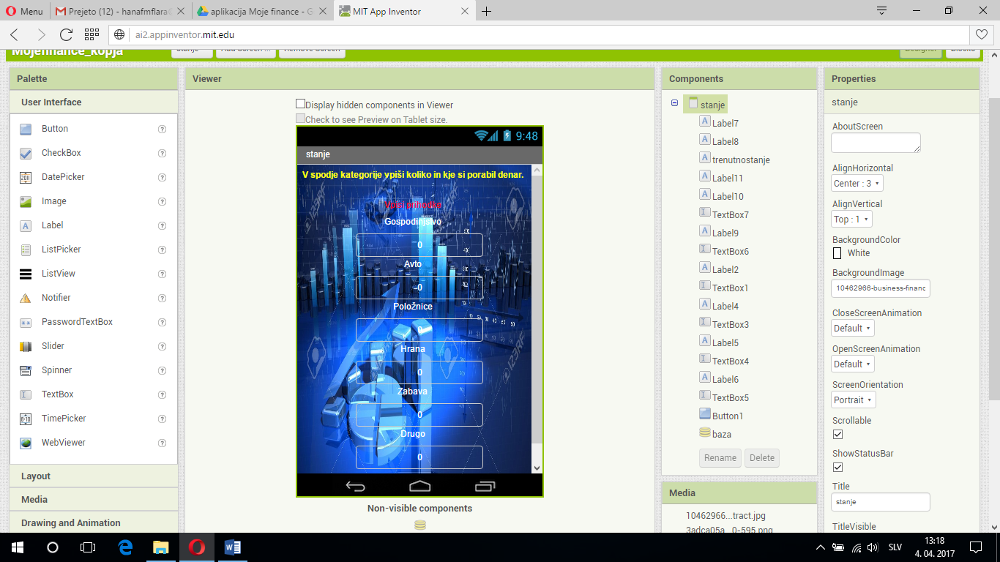 Menu
Prejeto (12) - hanafmflara
aplikacija Moje finance - G
MIT App Inventor
ai2.appinventor.mit.edu
Mojefinance_kopja
stanje
Add Screen ...
Remove Screen
Designer
Blocks
Palette
User Interface
Button
CheckBox
DatePicker
Image
Label
ListPicker
ListView
Notifier
PasswordTextBox
Slider
Spinner
TextBox
TimePicker
WebViewer
Layout
Media
Drawing and Animation
Viewer
Display hidden components in Viewer
Check to see Preview on Tablet size.
9:48
stanje
V spodje kategorije vpiši koliko in kje si porabil denar.
Vpiši prihodke
Gospodinjstvo
0
Avto
0
Položnice
0
Hrana
0
Zabava
0
Drugo
0
Non-visible components
Components
stanje
Label7
Label8
trenutnostanje
Label11
Label10
TextBox7
Label9
TextBox6
Label2
TextBox1
Label4
TextBox3
Label5
TextBox4
Label6
TextBox5
Button1
baza
Rename Delete
Media
10462966...tract.jpg
3adca05a...0-595.png
Properties
stanje
AboutScreen
AlignHorizontal
Center : 3
AlignVertical
Top : 1
BackgroundColor
White
BackgroundImage
10462966-business-financ
CloseScreenAnimation
Default
OpenScreenAnimation
Default
ScreenOrientation
Portrait
Scrollable
ShowStatusBar
Title
stanje
TitleVisible
SLV
13:18
4. 04. 2017